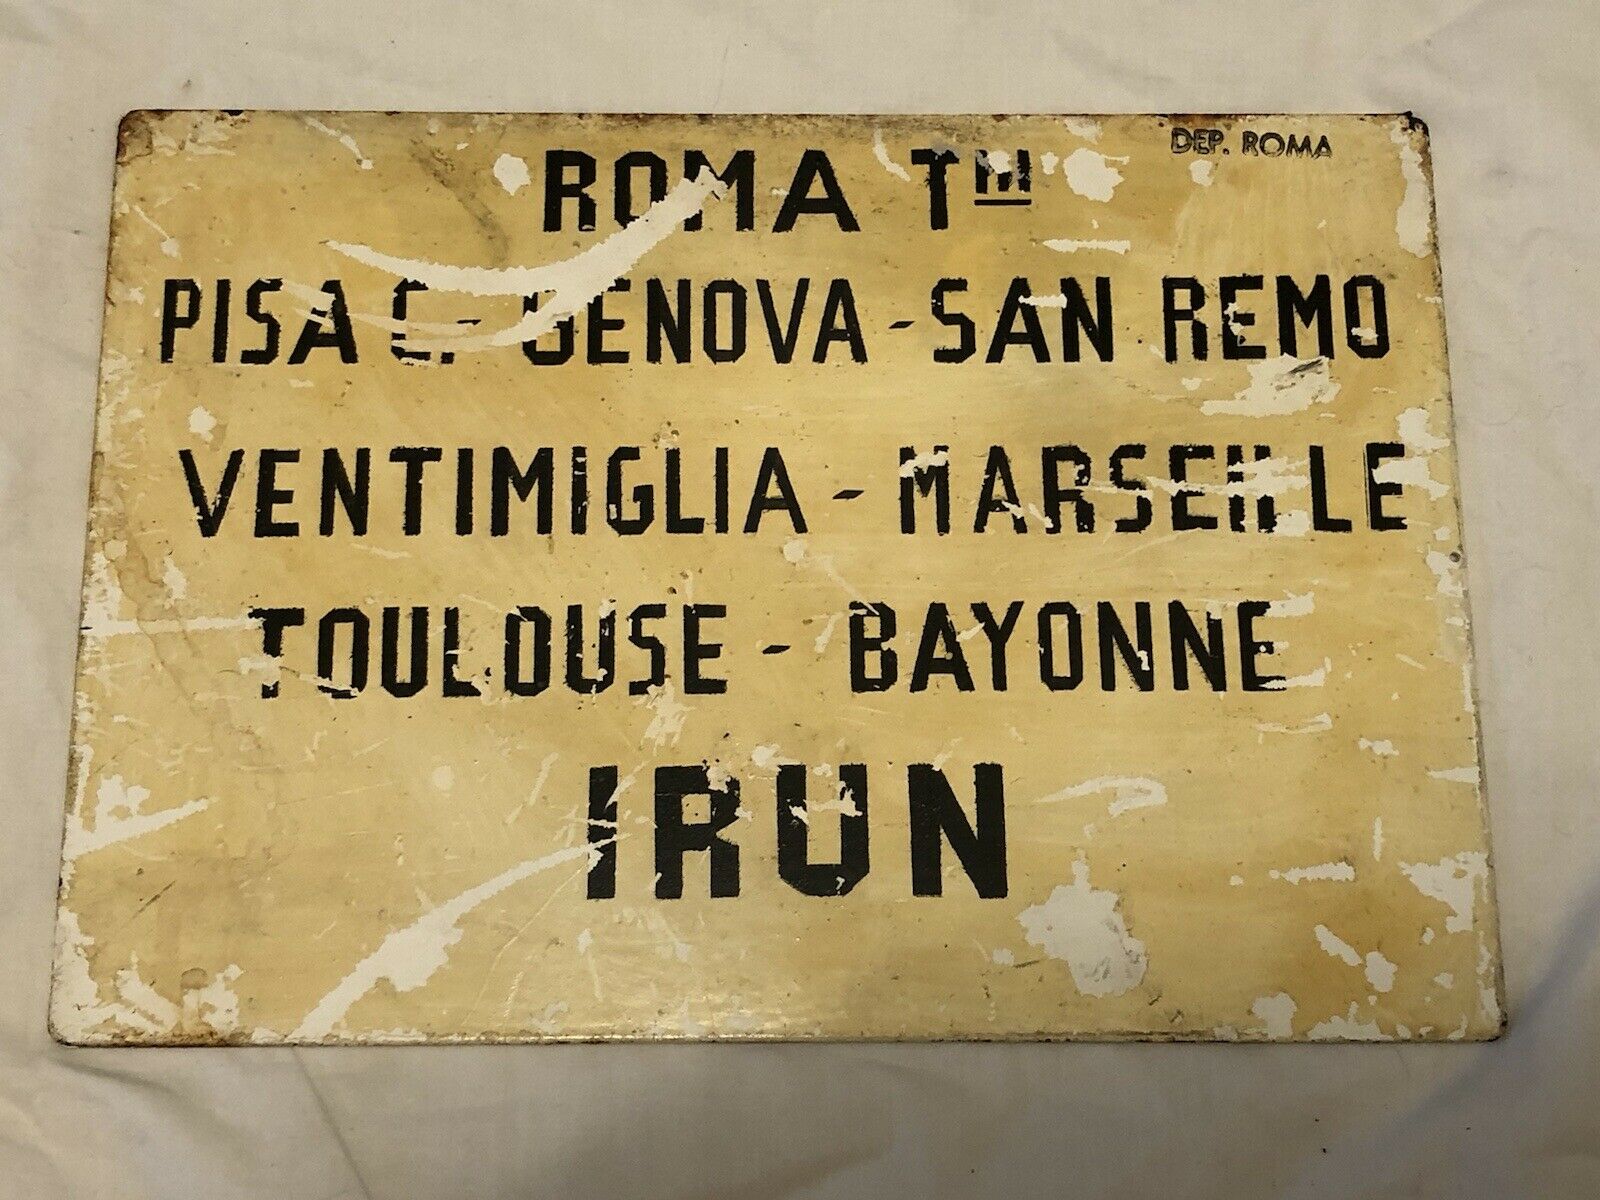 DEP. ROMA
ROMA Tni
PISA C. - GENOVA - SAN REMO
VENTIMIGLIA - MARSEILLE
TOULOUSE - BAYONNE
IRUN